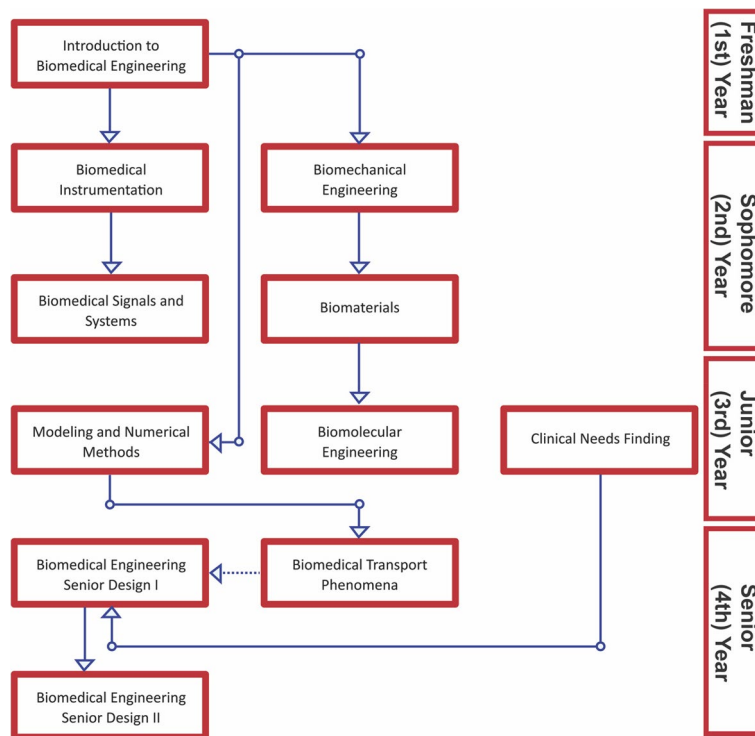 Introduction to
Biomedical Engineering
Freshman
(1st) Year
Biomedical
Instrumentation
Biomechanical
Engineering
Sophomore
(2nd) Year
Biomedical Signals and
Systems
Biomaterials
Modeling and Numerical
Methods
Biomolecular
Engineering
Clinical Needs Finding
Junior
(3rd) Year
Biomedical Engineering
Senior Design I
Biomedical Transport
Phenomena
Senior
(4th) Year
Biomedical Engineering
Senior Design II